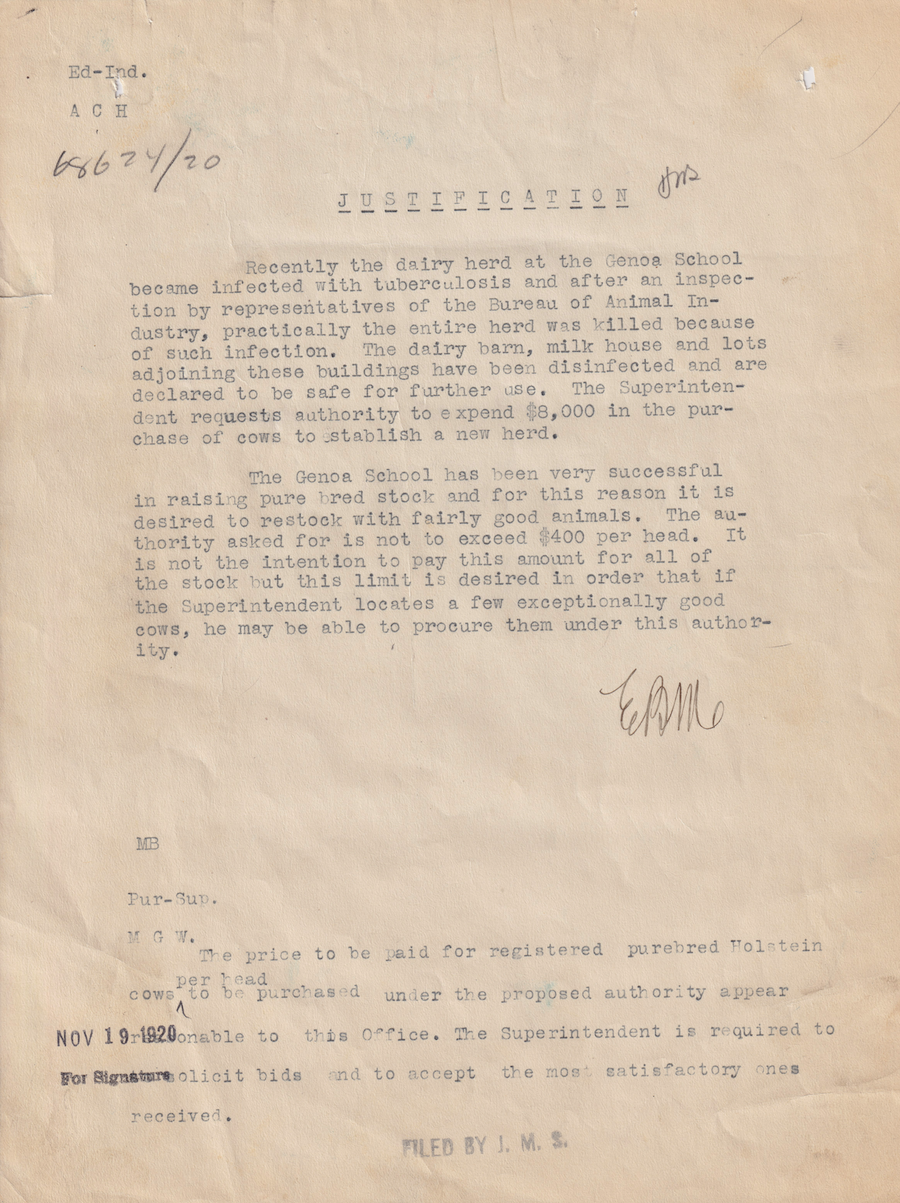 Ed-Ind.
A C H
68624/20
JUSTIFICATION
Recently the dairy herd at the Genoa School
became infected with tuberculosis and after an inspec-
tion by representatives of the Bureau of Animal In-
dustry, practically the entire herd was killed because
of such infection. The dairy barn, milk house and lots
adjoining these buildings have been disinfected and are
declared to be safe for further use. The Superinten-
dent requests authority to expend $8,000 in the pur-
chase of cows to establish a new herd.
The Genoa School has been very successful
in raising pure bred stock and for this reason it is
desired to restock with fairly good animals. The au-
thority asked for is not to exceed $400 per head. It
is not the intention to pay this amount for all of
the stock but this limit is desired in order that if
the Superintendent locates a few exceptionally good
cows, he may be able to procure them under this author-
ity.
EBM
MB
Pur-Sup.
M G W.
The price to be paid for registered purebred Holstein
per head
cows to be purchased under the proposed authority appear
NOV 19 1920 reasonable to this Office. The Superintendent is required to
For Signature solicit bids and to accept the most satisfactory ones
received.
FILED BY J. M. S.